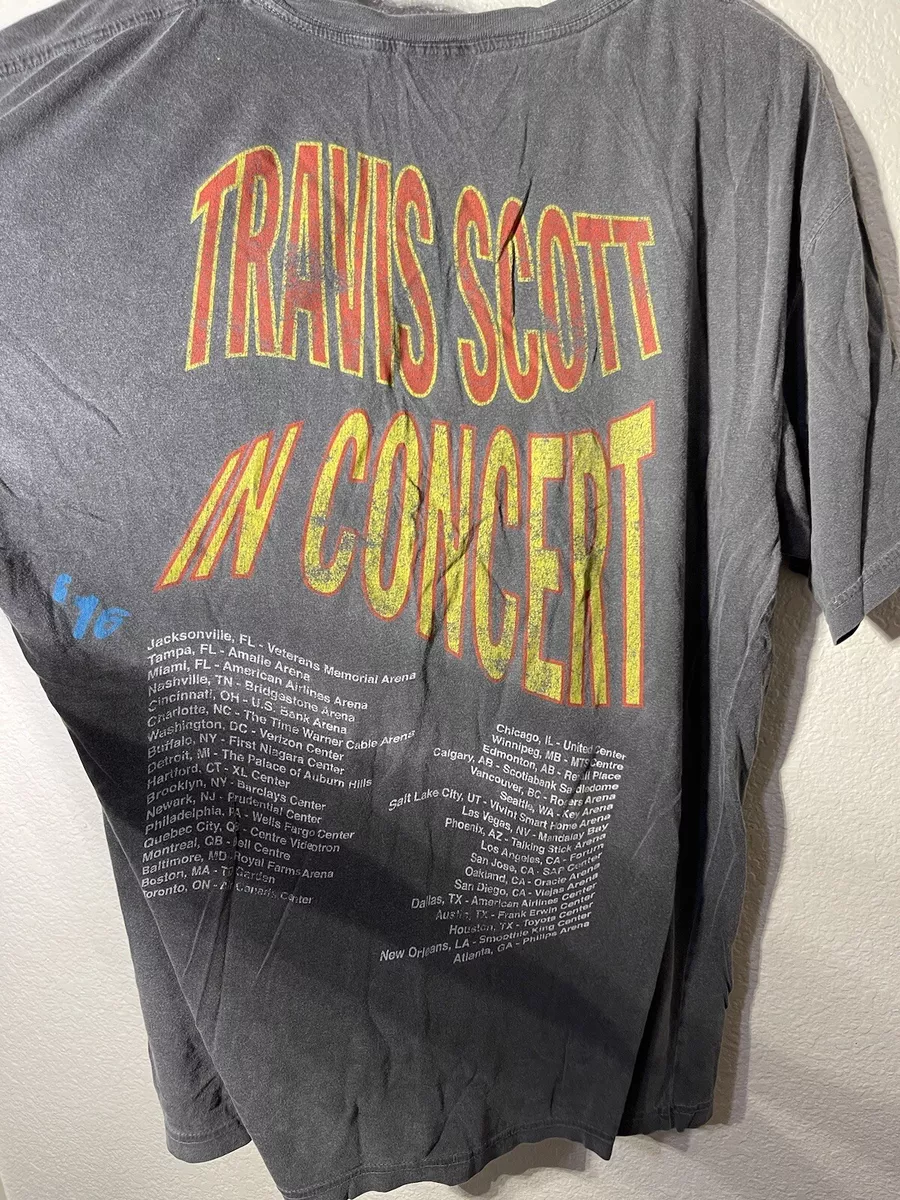 TRAVIS SCOTT
IN CONCERT
Jacksonville, FL - Veterans Memorial Arena
Tampa, FL - Amalie Arena
Miami, FL - American Airlines Arena
Nashville, TN - Bridgestone Arena
Cincinnati, OH - U.S. Bank Arena
Charlotte, NC - The Time Warner Cable Arena
Washington, DC - Verizon Center
Buffalo, NY - First Niagara Center
Detroit, MI - The Palace of Auburn Hills
Hartford, CT - XL Center
Brooklyn, NY - Barclays Center
Newark, NJ - Prudential Center
Philadelphia, PA - Wells Fargo Center
Quebec City, QB - Centre Videotron
Montreal, QB - Bell Centre
Baltimore, MD - Royal Farms Arena
Boston, MA - TD Garden
Toronto, ON - Air Canada Center
Chicago, IL - United Center
Winnipeg, MB - MTS Centre
Edmonton, AB - Rexall Place
Calgary, AB - Scotiabank Saddledome
Vancouver, BC - Rogers Arena
Seattle, WA - Key Arena
Salt Lake City, UT - Vivint Smart Home Arena
Las Vegas, NV - Mandalay Bay
Phoenix, AZ - Talking Stick Arena
Los Angeles, CA - Forum
San Jose, CA - SAP Center
Oakland, CA - Oracle Arena
San Diego, CA - Viejas Arena
Dallas, TX - American Airlines Center
Austin, TX - Frank Erwin Center
Houston, TX - Toyota Center
New Orleans, LA - Smoothie King Center
Atlanta, GA - Philips Arena